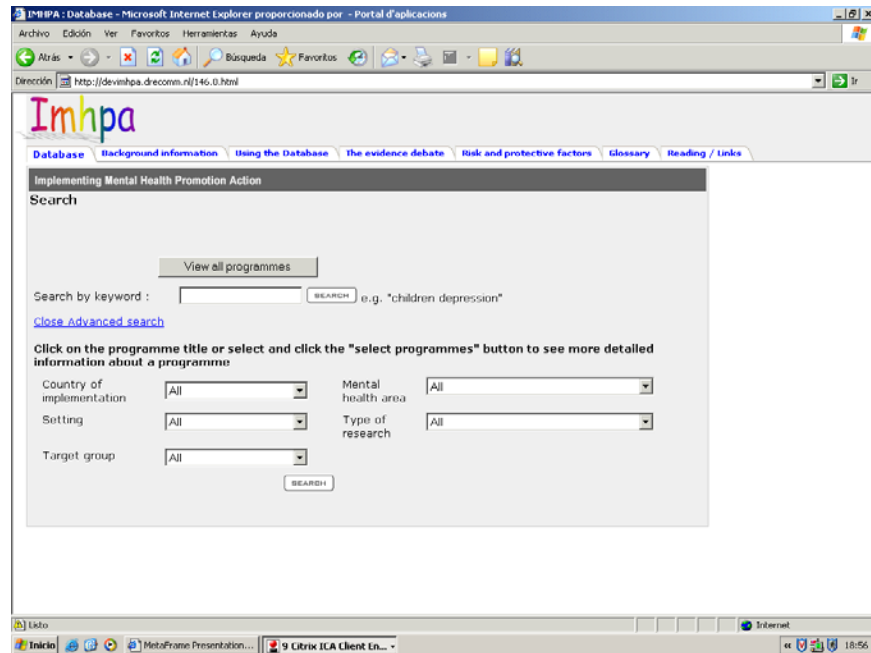 IMHPA : Database - Microsoft Internet Explorer proporcionado por - Portal d'aplicacions
Archivo Edición Ver Favoritos Herramientas Ayuda
Atrás Búsqueda Favoritos
Dirección http://devimhpa.drecomm.nl/146.0.html Ir
Imhpa
Database Background information Using the Database The evidence debate Risk and protective factors Glossary Reading / Links
Implementing Mental Health Promotion Action
Search
View all programmes
Search by keyword : SEARCH e.g. "children depression"
Close Advanced search
Click on the programme title or select and click the "select programmes" button to see more detailed
information about a programme
Country of implementation All Mental health area All
Setting All Type of research All
Target group All
SEARCH
Listo Internet
Inicio MetaFrame Presentation... 9 Citrix ICA Client En... 18:56